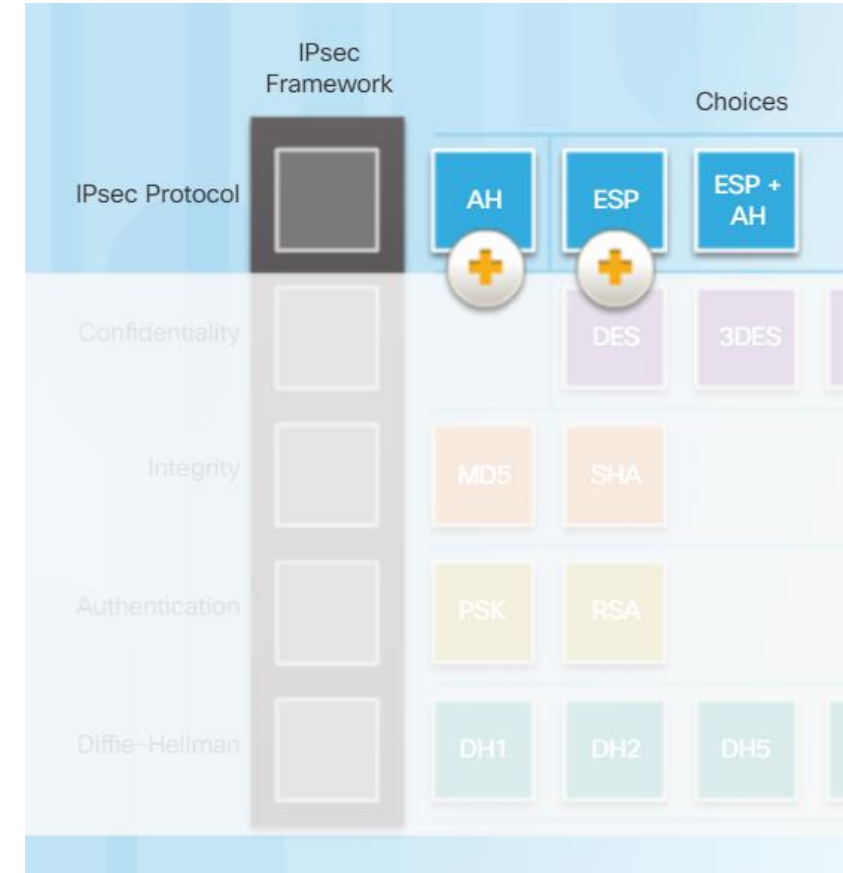 IPsec
Framework
Choices
IPsec Protocol
AH
ESP
ESP +
AH
Confidentiality
DES
3DES
Integrity
MD5
SHA
Authentication
PSK
RSA
Diffie-Hellman
DH1
DH2
DH5